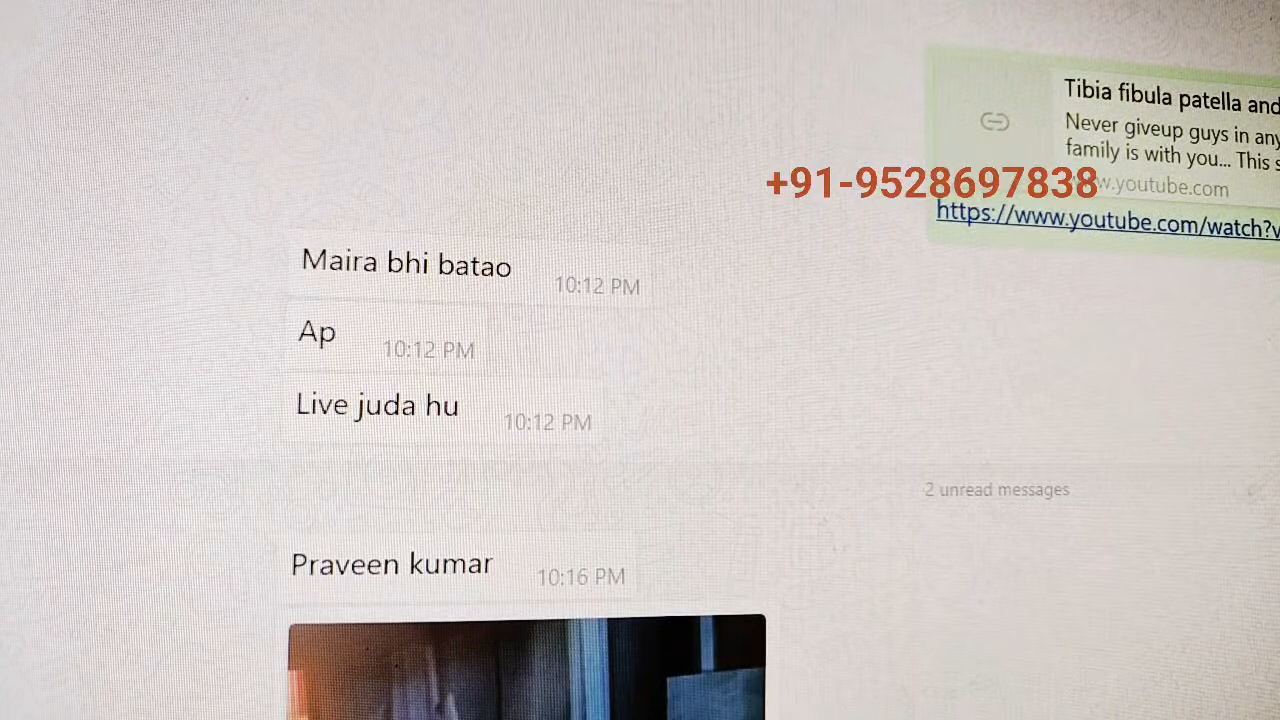 Tibia fibula patella and
Never giveup guys in any
family is with you... This s
www.youtube.com
+91-9528697838
https://www.youtube.com/watch?v
Maira bhi batao
10:12 PM
Ap
10:12 PM
Live juda hu
10:12 PM
2 unread messages
Praveen kumar
10:16 PM